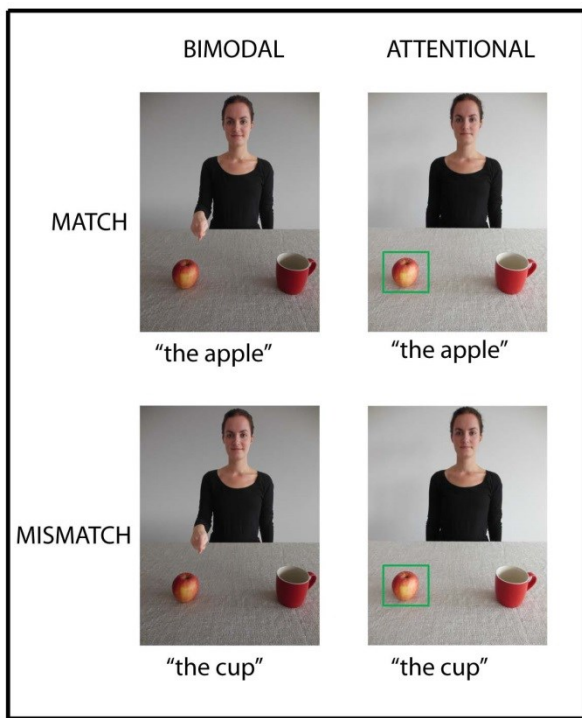 BIMODAL ATTENTIONAL
MATCH
“the apple” “the apple”
MISMATCH
“the cup” “the cup”